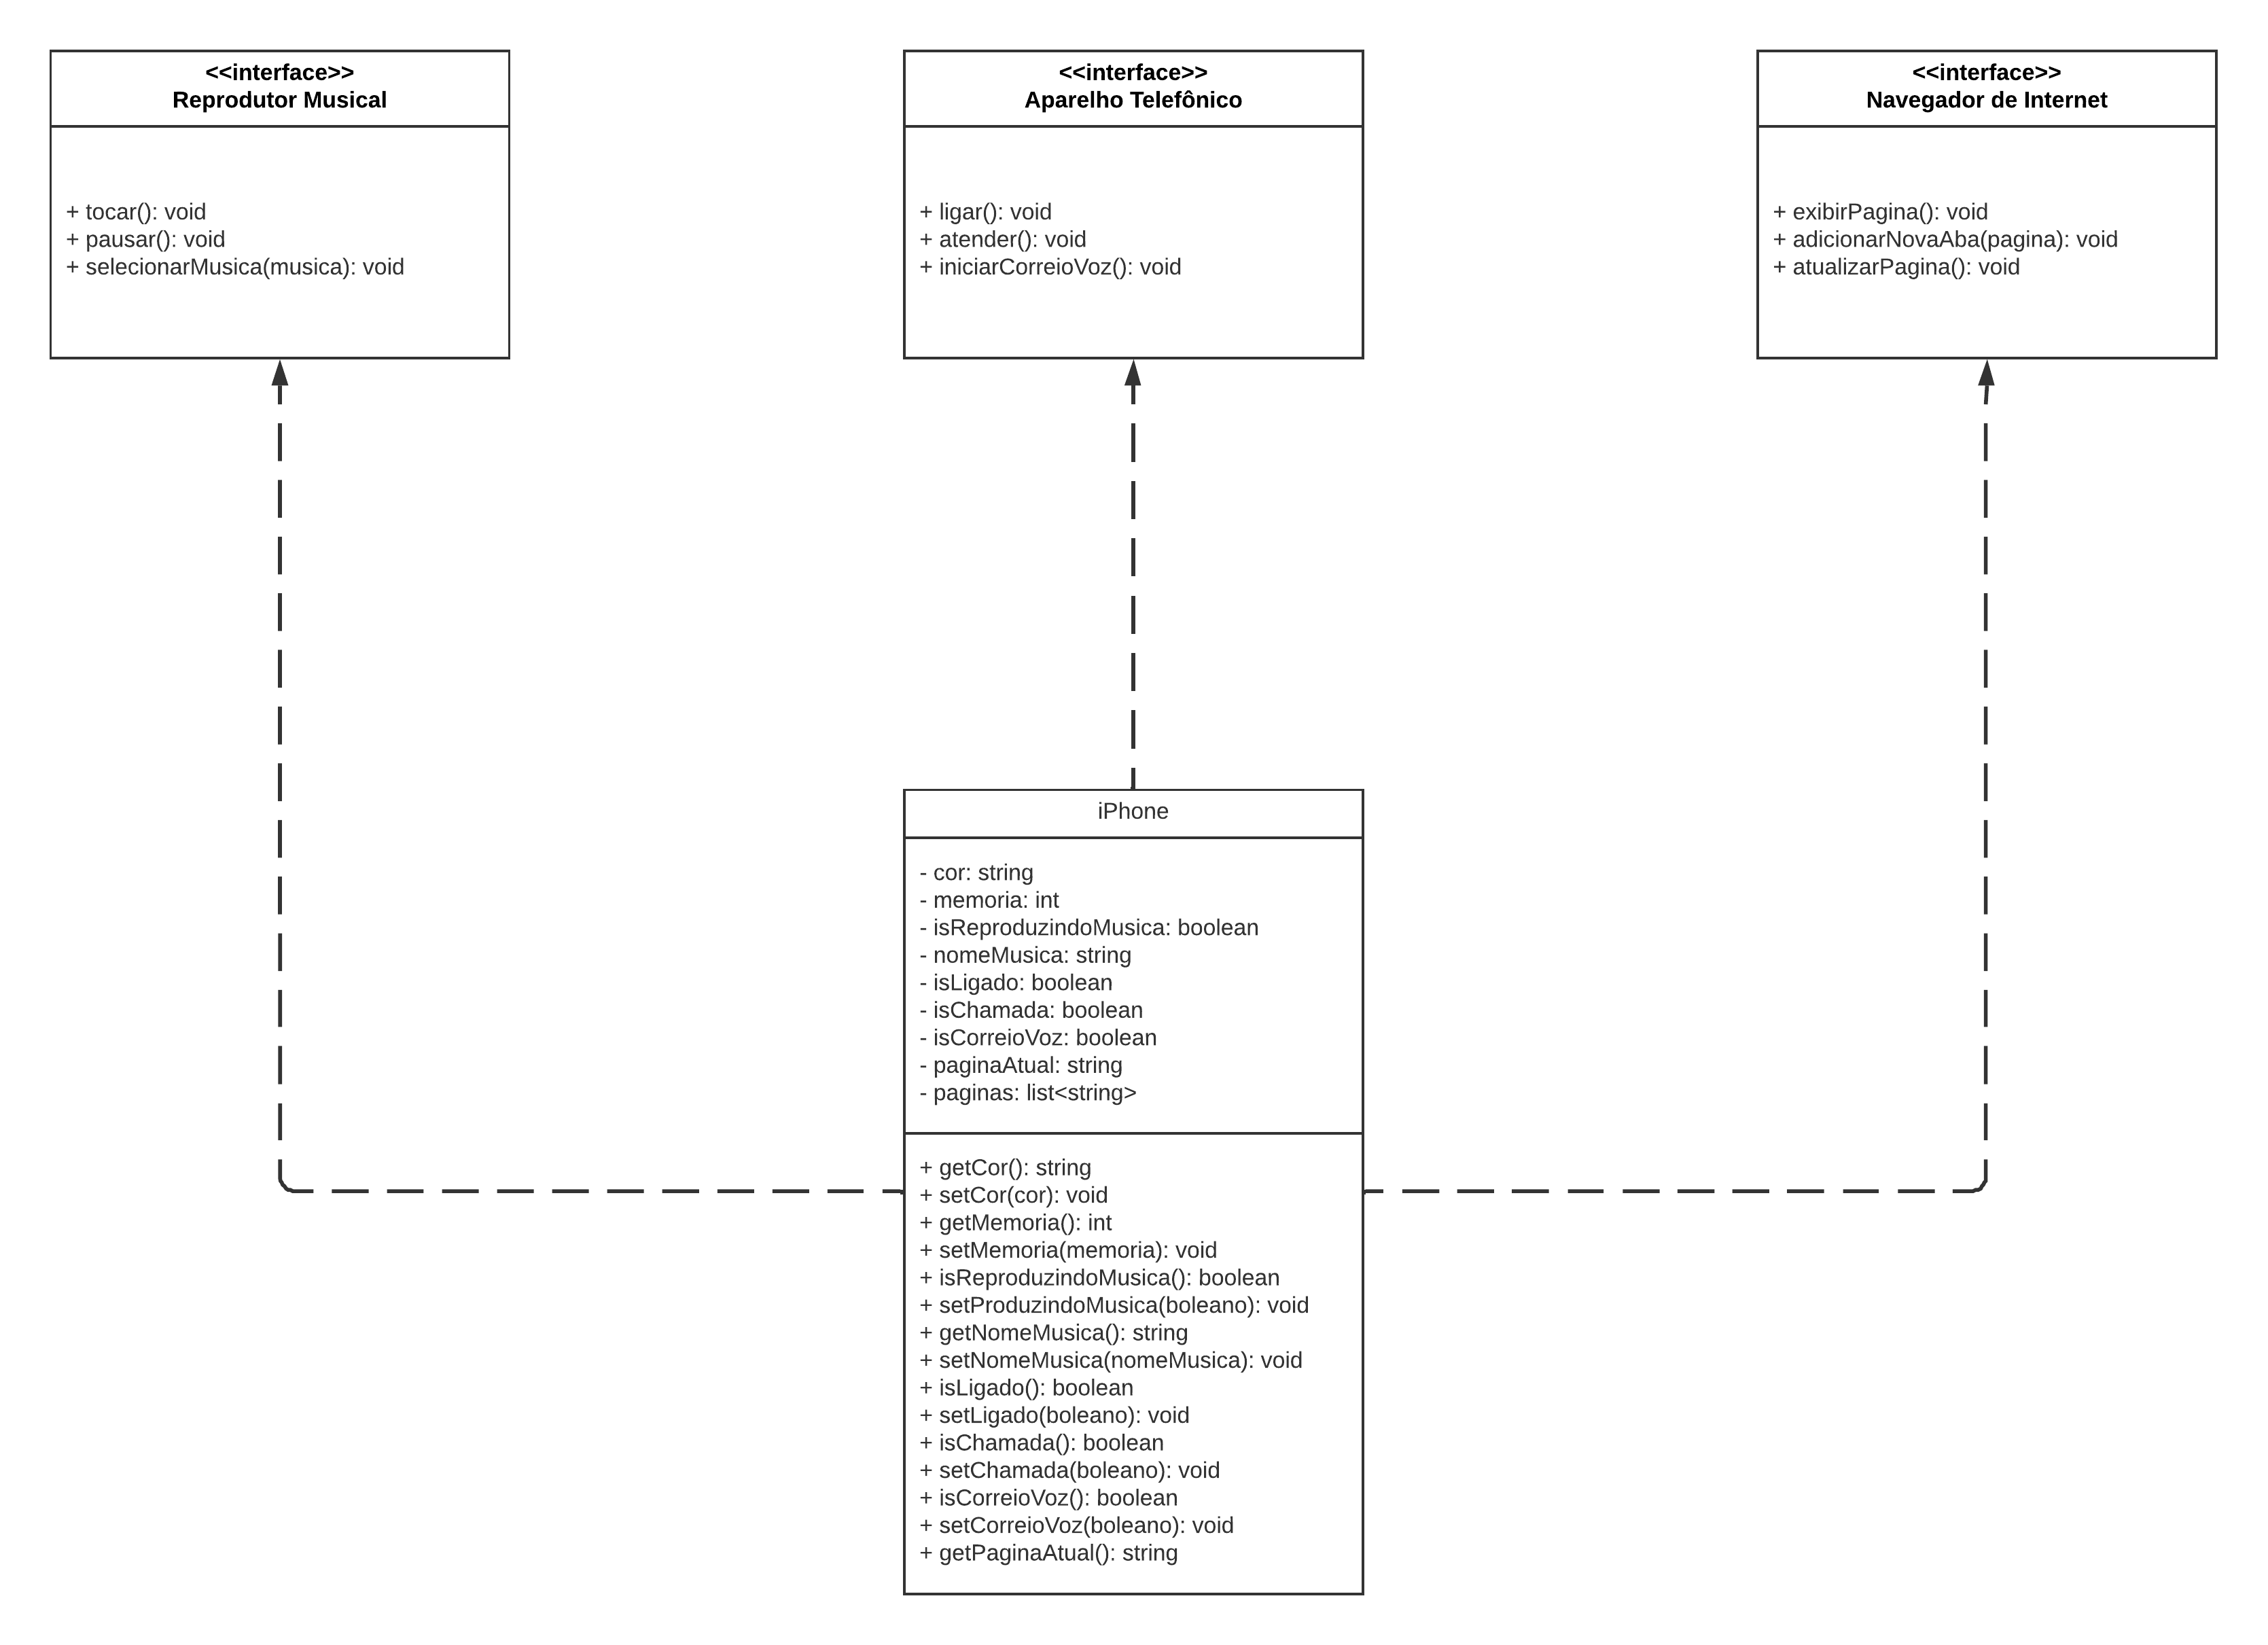 <<interface>>
Reprodutor Musical
+ tocar(): void
+ pausar(): void
+ selecionarMusica(musica): void
<<interface>>
Aparelho Telefônico
+ ligar(): void
+ atender(): void
+ iniciarCorreioVoz(): void
<<interface>>
Navegador de Internet
+ exibirPagina(): void
+ adicionarNovaAba(pagina): void
+ atualizarPagina(): void
iPhone
- cor: string
- memoria: int
- isReproduzindoMusica: boolean
- nomeMusica: string
- isLigado: boolean
- isChamada: boolean
- isCorreioVoz: boolean
- paginaAtual: string
- paginas: list<string>
+ getCor(): string
+ setCor(cor): void
+ getMemoria(): int
+ setMemoria(memoria): void
+ isReproduzindoMusica(): boolean
+ setProduzindoMusica(boleano): void
+ getNomeMusica(): string
+ setNomeMusica(nomeMusica): void
+ isLigado(): boolean
+ setLigado(boleano): void
+ isChamada(): boolean
+ setChamada(boleano): void
+ isCorreioVoz(): boolean
+ setCorreioVoz(boleano): void
+ getPaginaAtual(): string